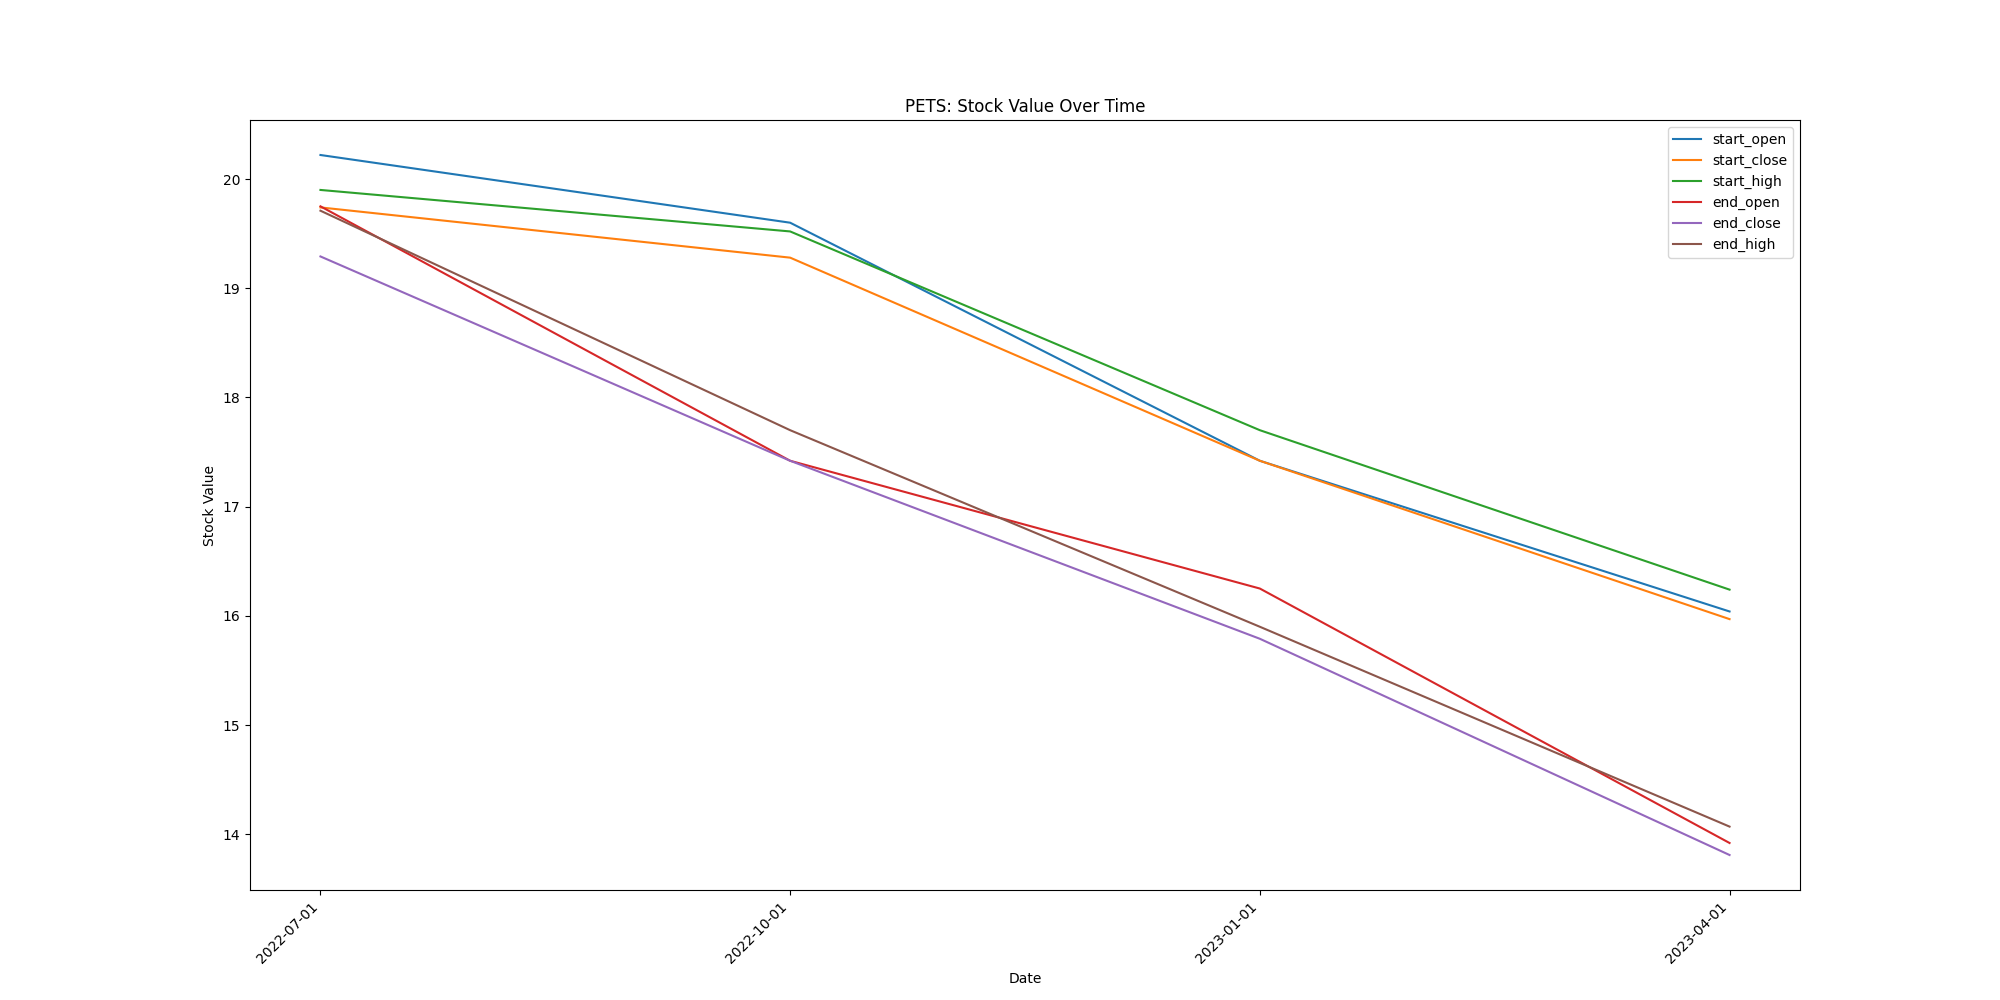 PETS: Stock Value Over Time
start_open
start_close
start_high
end_open
end_close
end_high
Stock Value
20
19
18
17
16
15
14
2022-07-01
2022-10-01
2023-01-01
2023-04-01
Date